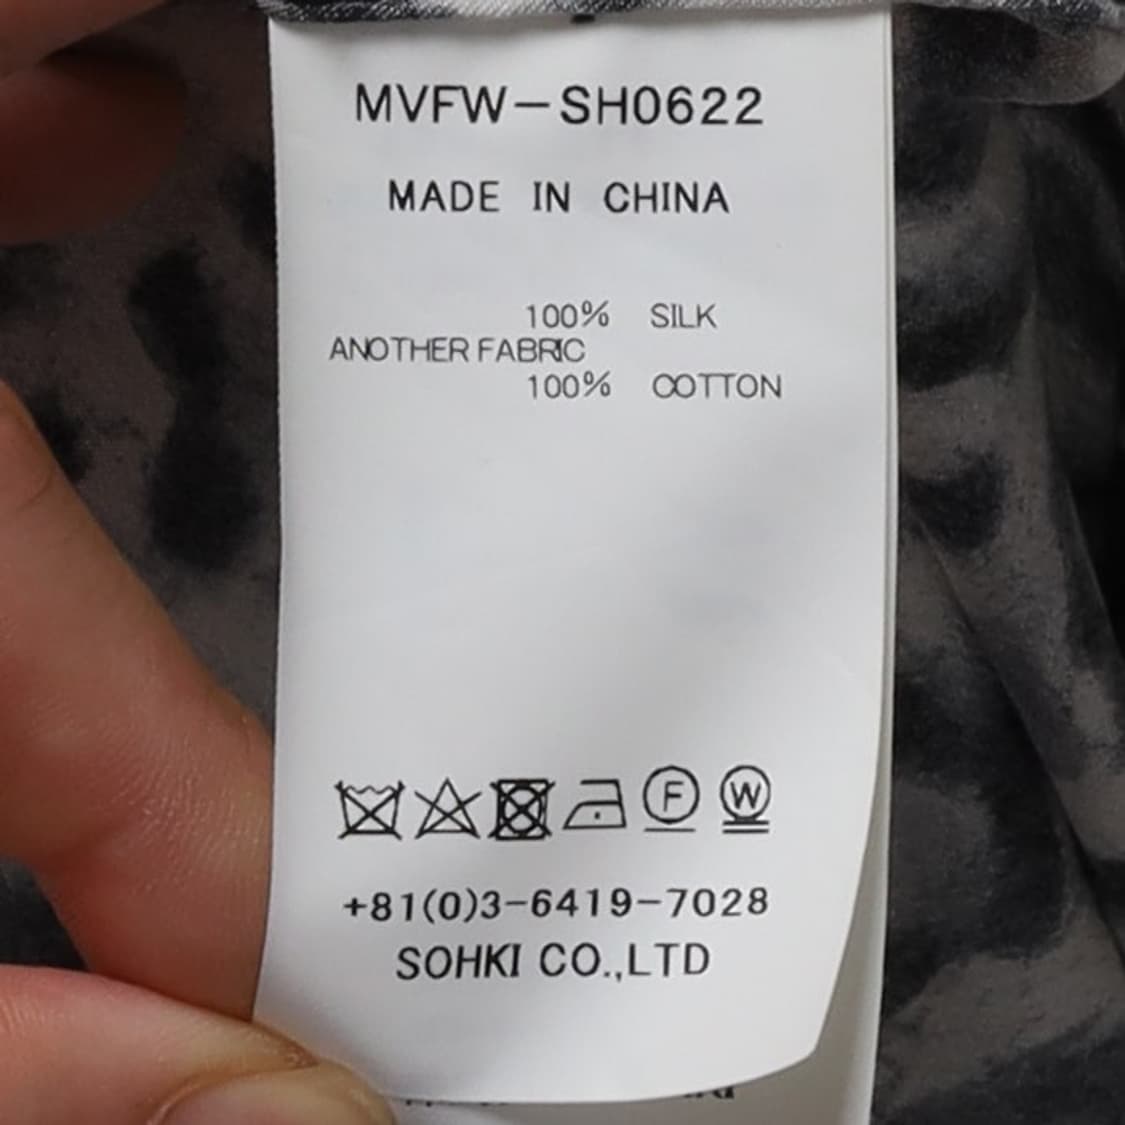 MVFW-SH0622
MADE IN CHINA
100% SILK
ANOTHER FABRIC
100% COTTON
F W
+81(0)3-6419-7028
SOHKI CO.,LTD